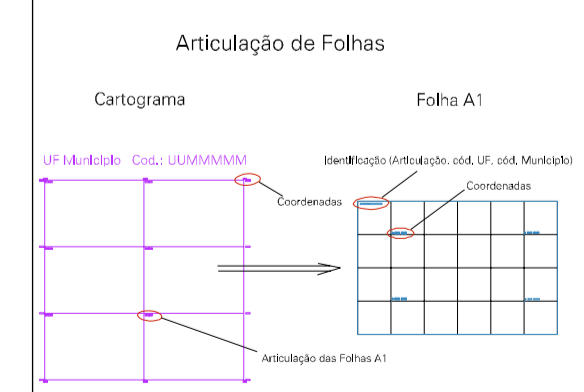 Articulação de Folhas
Cartograma
Folha A1
UF Município Cod.: UUMMMMM
Identificação (Articulação. cód, UF, cód, Município)
Coordenadas
Coordenadas
Articulação das Folhas A1